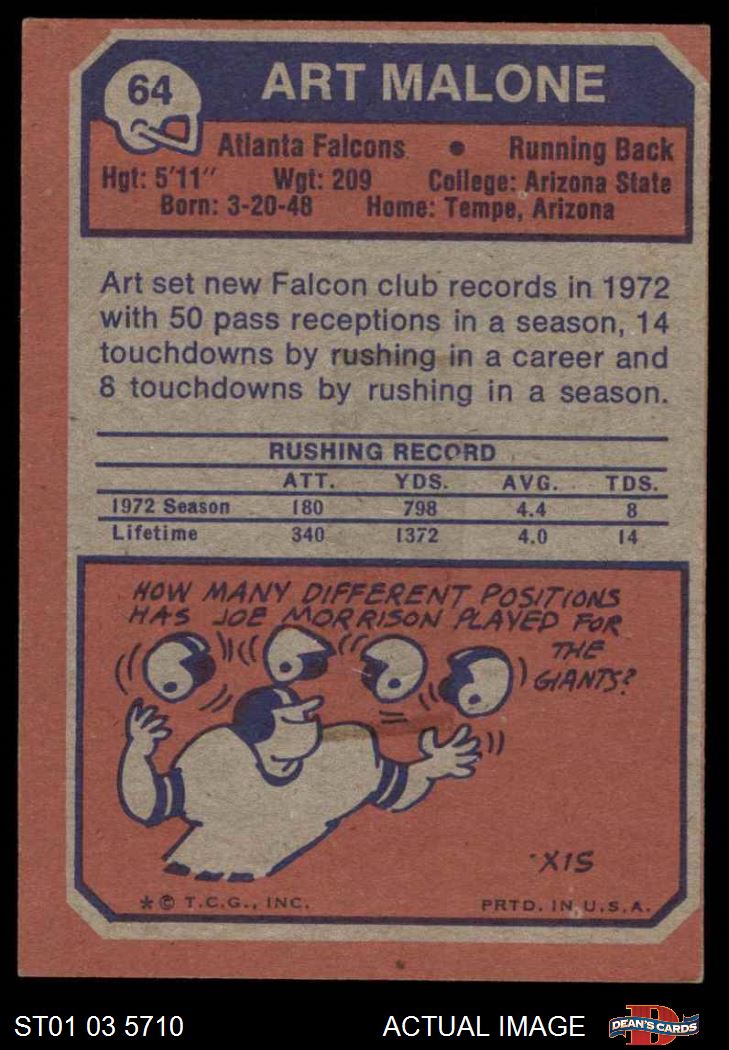 64
ART MALONE
Atlanta Falcons • Running Back
Hgt: 5'11" Wgt: 209 College: Arizona State
Born: 3-20-48 Home: Tempe, Arizona
Art set new Falcon club records in 1972
with 50 pass receptions in a season, 14
touchdowns by rushing in a career and
8 touchdowns by rushing in a season.
RUSHING RECORD
ATT. YDS. AVG. TDS.
1972 Season 180 798 4.4 8
Lifetime 340 1372 4.0 14
HOW MANY DIFFERENT POSITIONS
HAS JOE MORRISON PLAYED FOR
THE
GIANTS?
XIS
* © T.C.G., INC. PRTD. IN U.S.A.
ST01 03 5710 ACTUAL IMAGE
D
DEAN'S CARDS